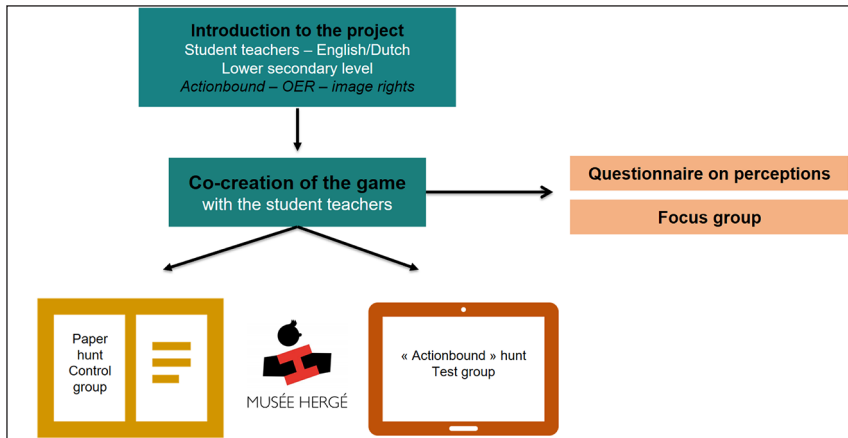 Introduction to the project
Student teachers – English/Dutch
Lower secondary level
Actionbound – OER – image rights
Co-creation of the game
with the student teachers
Questionnaire on perceptions
Focus group
Paper
hunt
Control
group
MUSÉE HERGÉ
« Actionbound » hunt
Test group